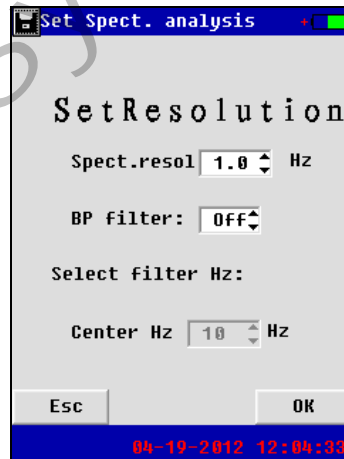 Set Spect. analysis
SetResolution
Spect.resol 1.0 Hz
BP filter: Off
Select filter Hz:
Center Hz 10 Hz
Esc OK
04-19-2012 12:04:33